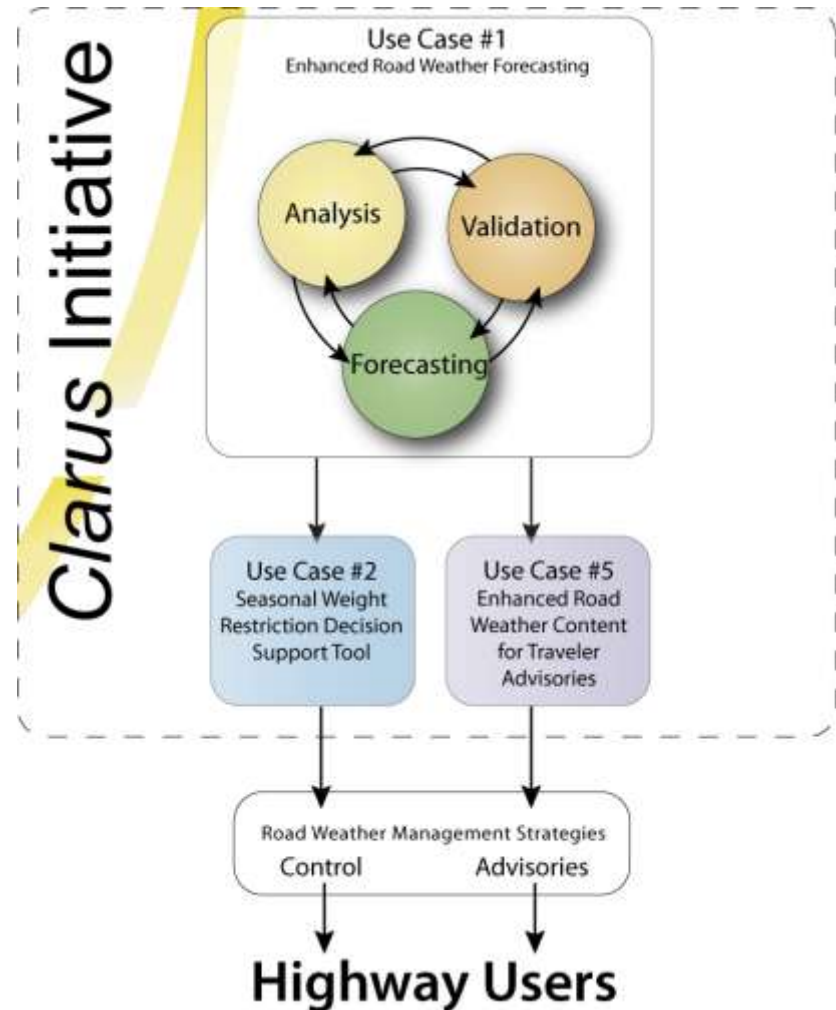 Clarus Initiative
Use Case #1
Enhanced Road Weather Forecasting
Analysis
Validation
Forecasting
Use Case #2
Seasonal Weight
Restriction Decision
Support Tool
Use Case #5
Enhanced Road
Weather Content
for Traveler
Advisories
Road Weather Management Strategies
Control
Advisories
Highway Users